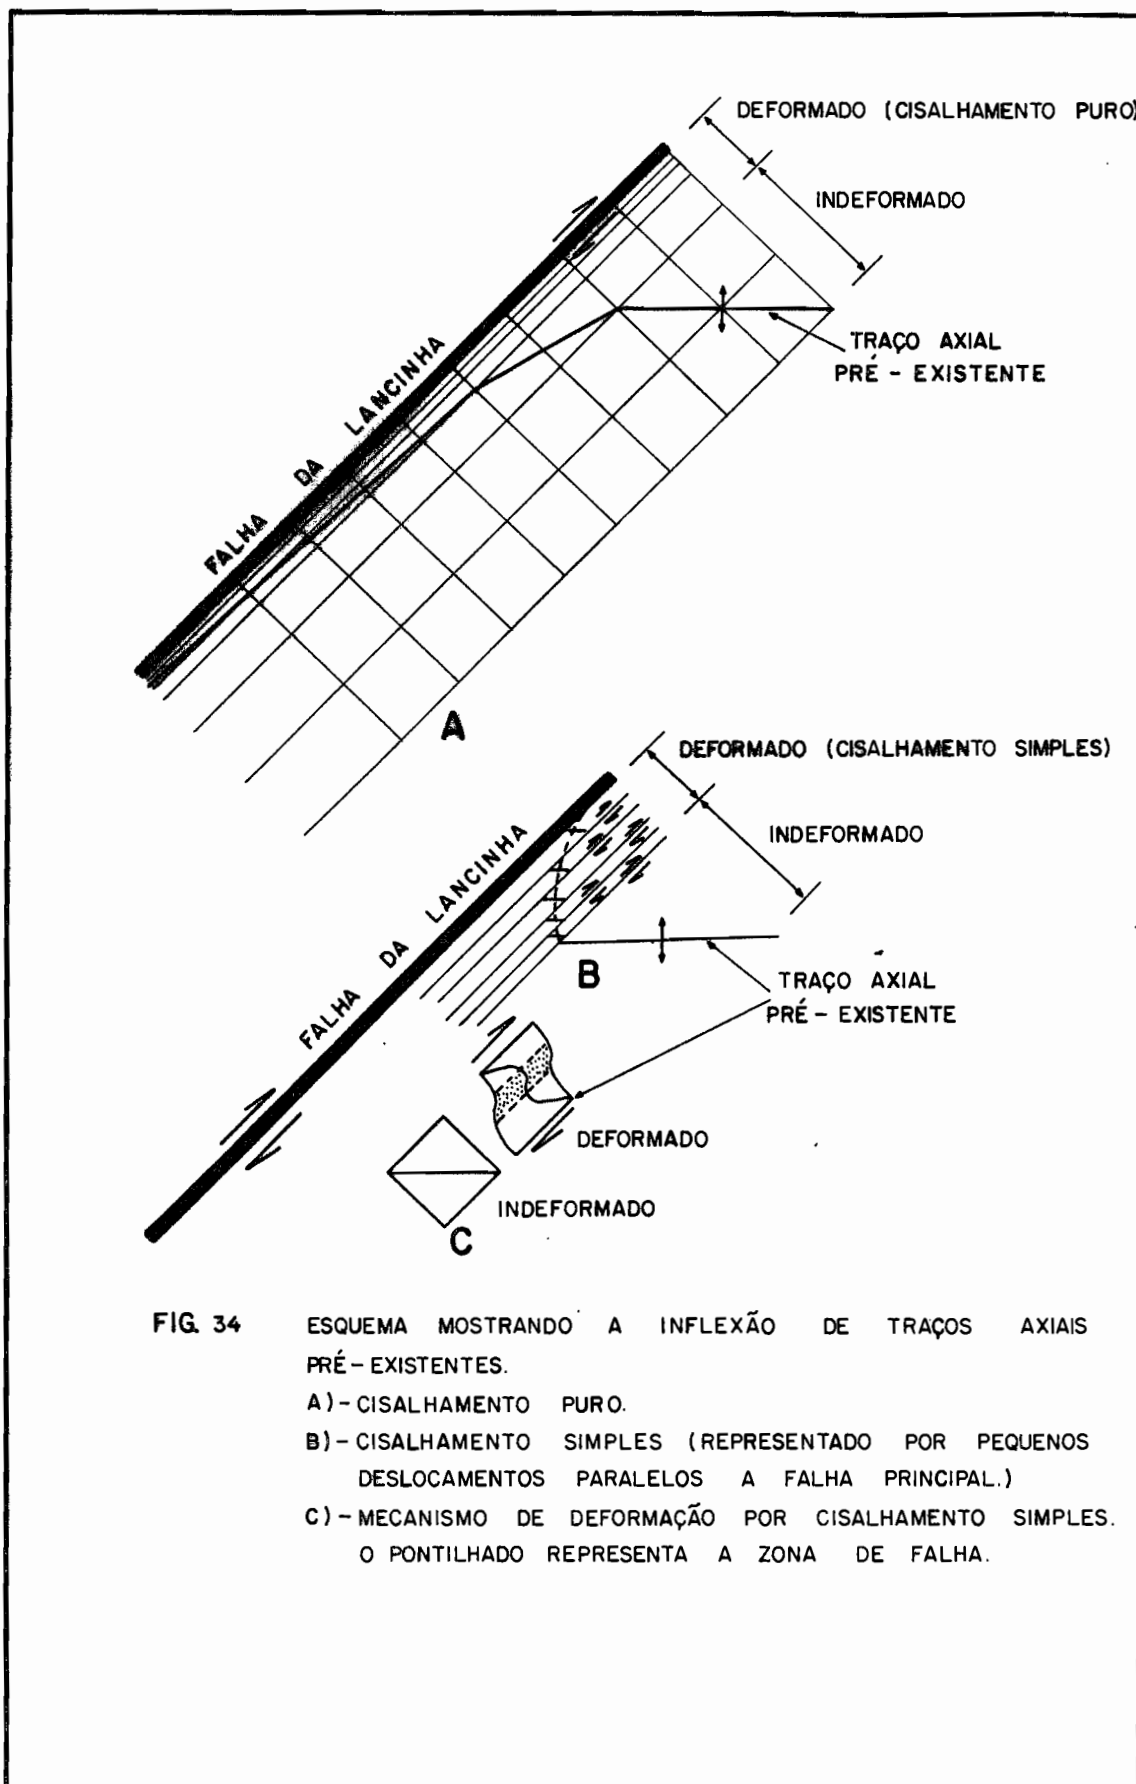 DEFORMADO (CISALHAMENTO PURO)
INDEFORMADO
FALHA DA LANCINHA
TRAÇO AXIAL
PRÉ - EXISTENTE
A
DEFORMADO (CISALHAMENTO SIMPLES)
INDEFORMADO
FALHA DA LANCINHA
B
TRAÇO AXIAL
PRÉ - EXISTENTE
DEFORMADO
INDEFORMADO
C
FIG. 34 ESQUEMA MOSTRANDO A INFLEXÃO DE TRAÇOS AXIAIS
PRÉ - EXISTENTES.
A) - CISALHAMENTO PURO.
B) - CISALHAMENTO SIMPLES (REPRESENTADO POR PEQUENOS
DESLOCAMENTOS PARALELOS A FALHA PRINCIPAL.)
C) - MECANISMO DE DEFORMAÇÃO POR CISALHAMENTO SIMPLES.
O PONTILHADO REPRESENTA A ZONA DE FALHA.